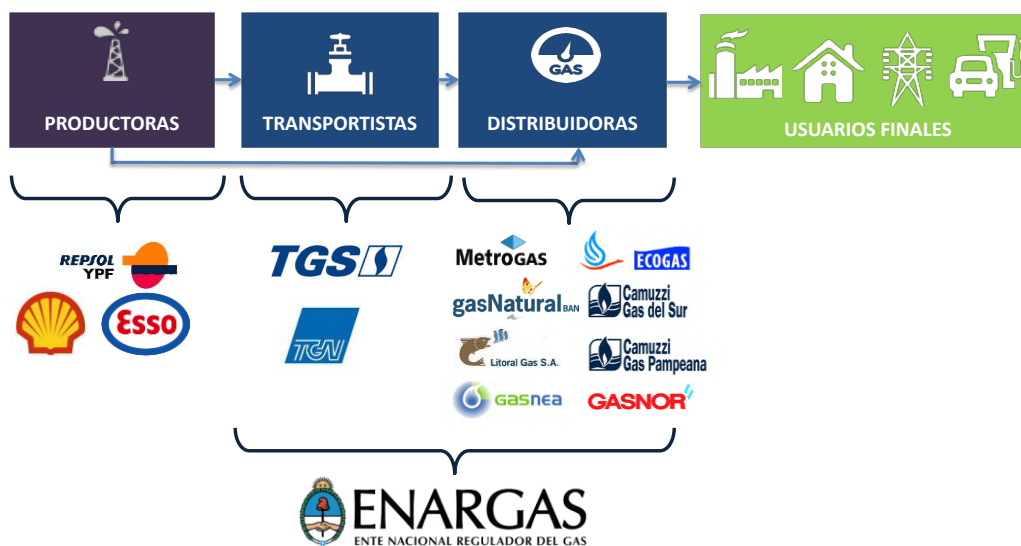 GAS
PRODUCTORAS
TRANSPORTISTAS
DISTRIBUIDORAS
USUARIOS FINALES
REPSOL
YPF
Esso
TGS
TGN
MetroGAS
ECOGAS
gasNatural BAN
Camuzzi
Gas del Sur
Litoral Gas S.A.
Camuzzi
Gas Pampeana
gasnea
GASNOR
ENARGAS
ENTE NACIONAL REGULADOR DEL GAS